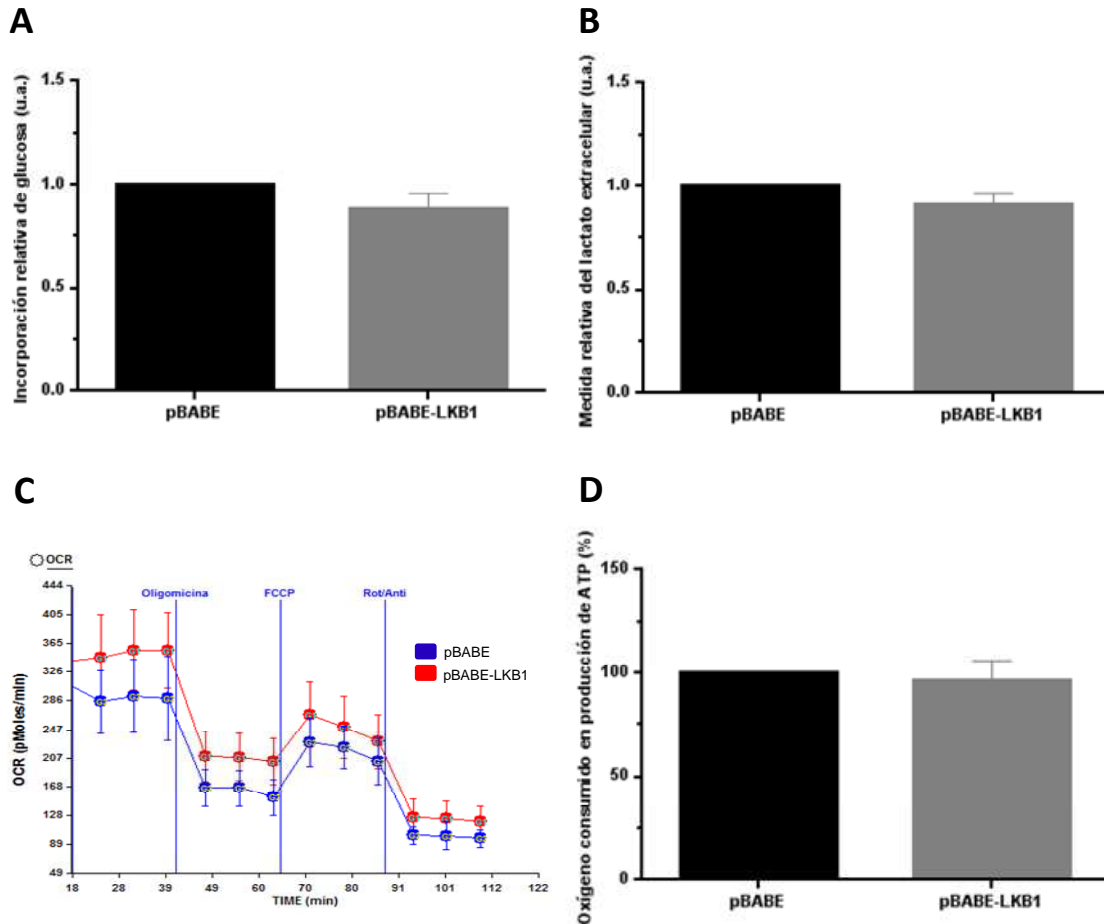 A
Incorporación relativa de glucosa (u.a.)
1.5
1.0
0.5
0.0
pBABE
pBABE-LKB1
B
Medida relativa del lactato extracelular (u.a.)
1.5
1.0
0.5
0.0
pBABE
pBABE-LKB1
C
OCR
OCR (pMoles/min)
444
405
365
326
286
247
207
168
128
89
49
Oligomicina
FCCP
Rot/Anti
pBABE
pBABE-LKB1
18
28
39
49
60
70
80
91
101
112
122
TIME (min)
D
Oxígeno consumido en producción de ATP (%)
150
100
50
0
pBABE
pBABE-LKB1